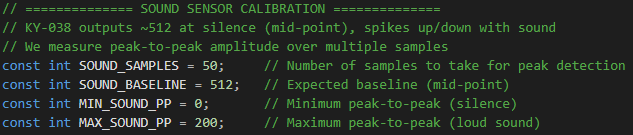 // ============== SOUND SENSOR CALIBRATION ==============
// KY-038 outputs ~512 at silence (mid-point), spikes up/down with sound
// We measure peak-to-peak amplitude over multiple samples
const int SOUND_SAMPLES = 50;     // Number of samples to take for peak detection
const int SOUND_BASELINE = 512;   // Expected baseline (mid-point)
const int MIN_SOUND_PP = 0;       // Minimum peak-to-peak (silence)
const int MAX_SOUND_PP = 200;     // Maximum peak-to-peak (loud sound)